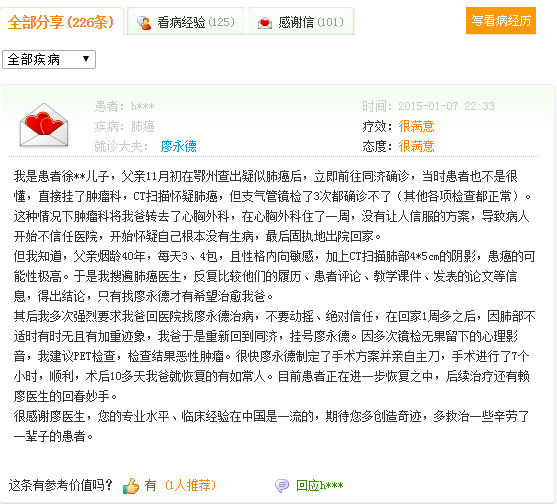 全部分享(226条) 看病经验(125) 感谢信(101) 写看病经历
全部疾病
患者：h*** 时间：2015-01-07 22:33
疾病：肺癌 疗效：很满意
就诊大夫： 廖永德 态度：很满意
我是患者徐**儿子，父亲11月初在鄂州查出疑似肺癌后，立即前往同济确诊，当时患者也不是很
懂，直接挂了肿瘤科，CT扫描怀疑肺癌，但支气管镜检了3次都确诊不了（其他各项检查都正常）。
这种情况下肿瘤科将我爸转去了心胸外科，在心胸外科住了一周，没有让人信服的方案，导致病人
开始不信任医院，开始怀疑自己根本没有生病，最后固执地出院回家。
但我知道，父亲烟龄40年，每天3、4包，且性格内向敏感，加上CT扫描肺部4*5cm的阴影，患癌的可
能性极高。于是我搜遍肺癌医生，反复比较他们的履历、患者评论、教学课件、发表的论文等信
息，得出结论，只有找廖永德才有希望治愈我爸。
其后我多次强烈要求我爸回医院找廖永德治病，不要动摇、绝对信任，在回家1周多之后，因肺部不
适时有时无且有加重迹象，我爸于是重新回到同济，挂号廖永德。因多次镜检无果留下的心理影
音，我建议PET检查，检查结果恶性肿瘤。很快廖永德制定了手术方案并亲自主刀，手术进行了7个
小时，顺利，术后10多天我爸就恢复的有如常人。目前患者正在进一步恢复之中，后续治疗还有赖
廖医生的回春妙手。
很感谢廖医生，您的专业水平、临床经验在中国是一流的，期待您多创造奇迹，多救治一些辛劳了
一辈子的患者。
这条有参考价值吗？ 有 （1人推荐） 回应h***